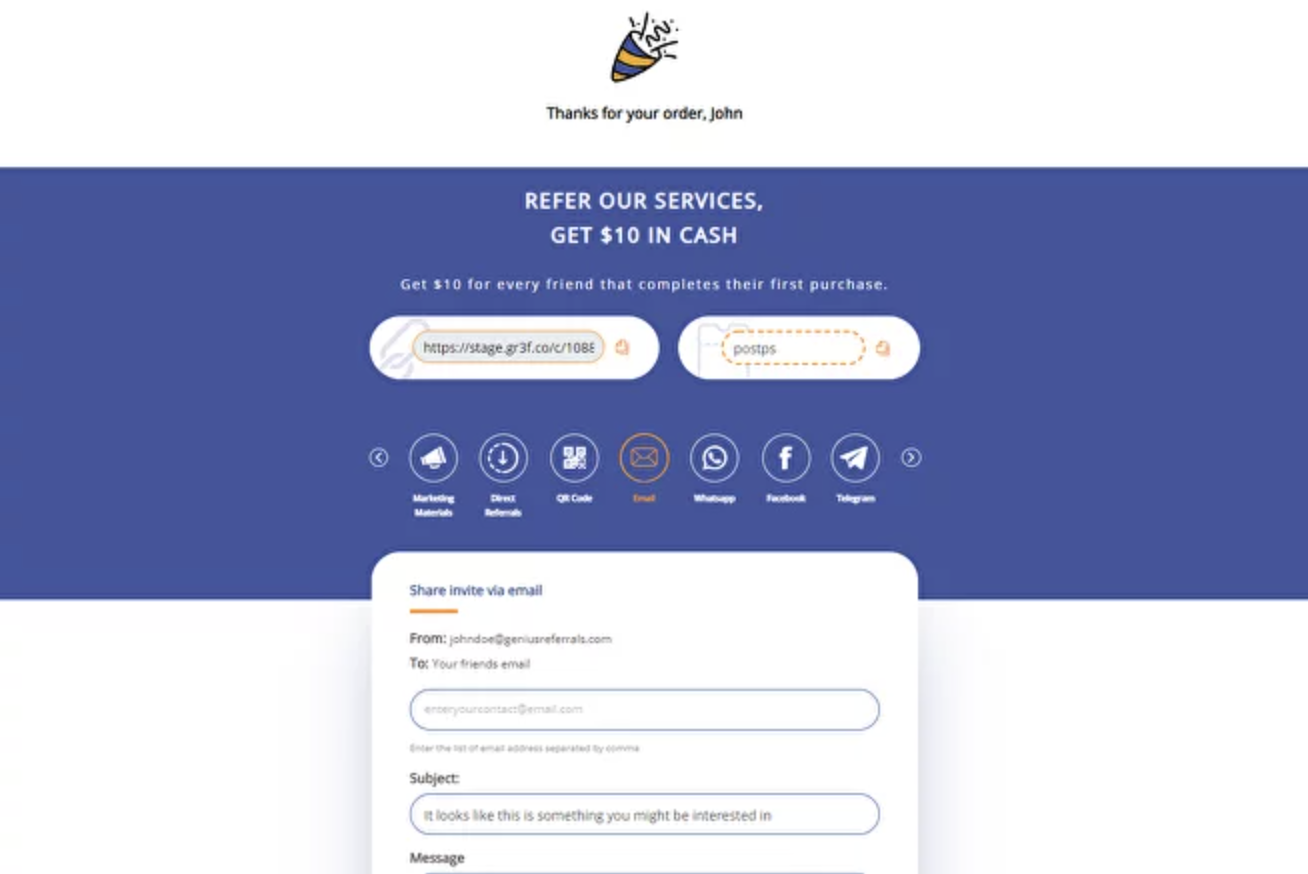 Thanks for your order, John
REFER OUR SERVICES,
GET $10 IN CASH
Get $10 for every friend that completes their first purchase.
https://stage.gr3f.co/c/1088
postps
Marketing
Materials
Direct
Referrals
QR Code
Email
Whatsapp
Facebook
Telegram
Share invite via email
From: johndoe@geniusreferrals.com
To: Your friends email
enteryourcontact@email.com
Enter the list of email address separated by comma
Subject:
It looks like this is something you might be interested in
Message